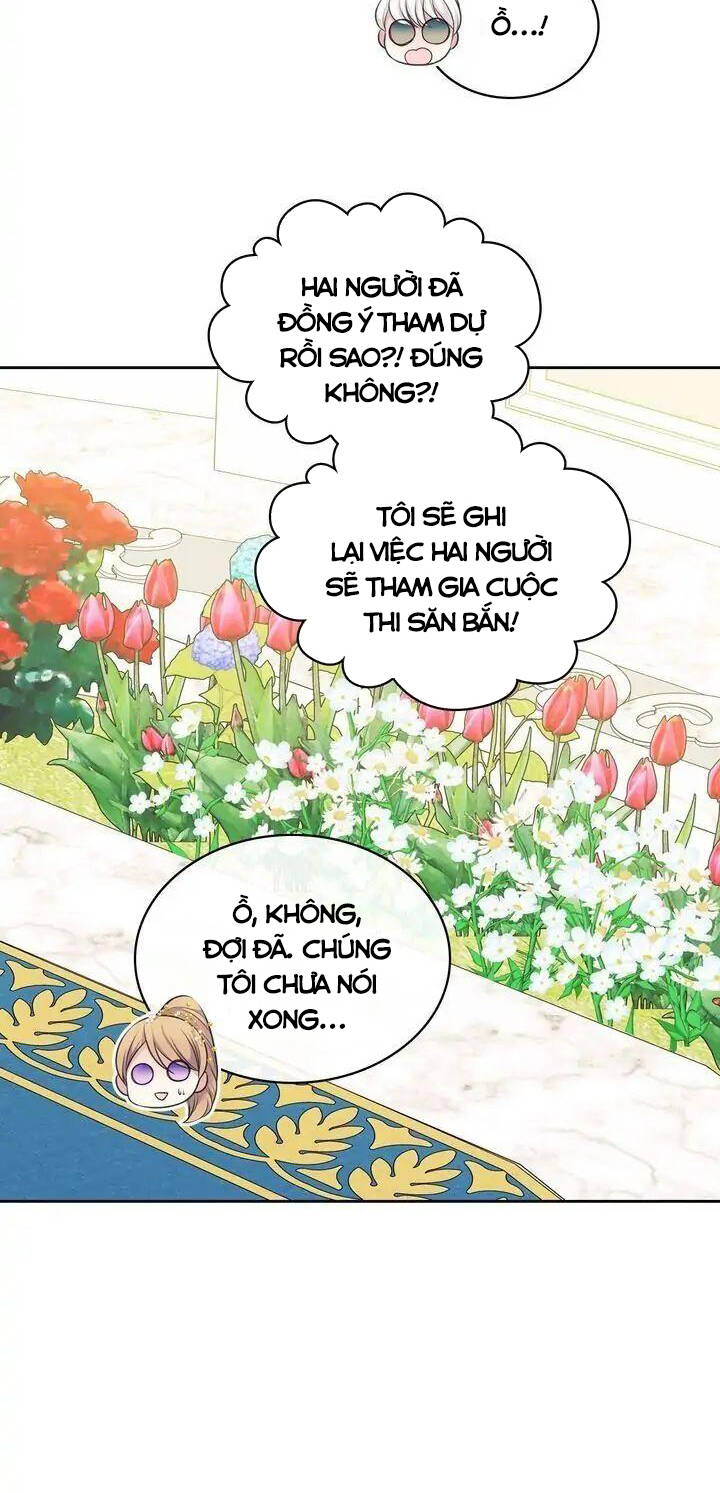 Ồ...!
HAI NGƯỜI ĐÃ
ĐỒNG Ý THAM DỰ
RỒI SAO?! ĐÚNG
KHÔNG?!
TÔI SẼ GHI
LẠI VIỆC HAI NGƯỜI
SẼ THAM GIA CUỘC
THI SĂN BẮN!
Ồ, KHÔNG,
ĐỢI ĐÃ. CHÚNG
TÔI CHƯA NÓI
XONG...